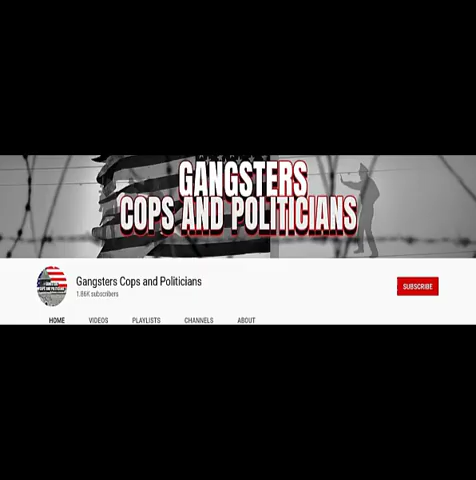 GANGSTERS
COPS AND POLITICIANS
Gangsters Cops and Politicians
1.86K subscribers
SUBSCRIBE
HOME VIDEOS PLAYLISTS CHANNELS ABOUT